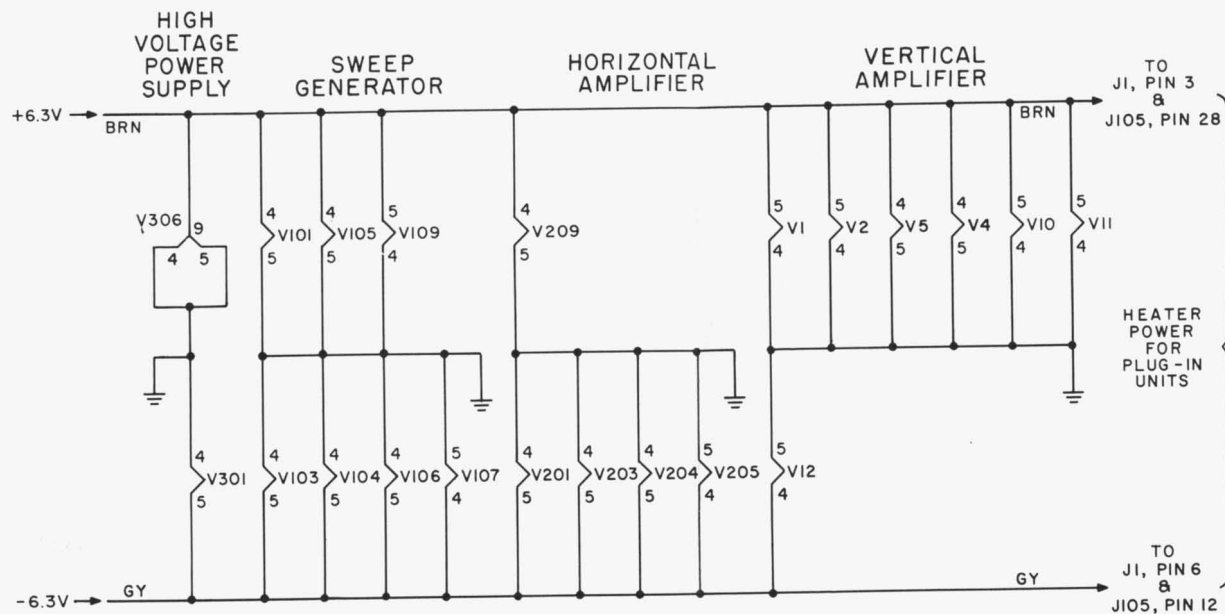 HIGH
VOLTAGE
POWER
SUPPLY
SWEEP
GENERATOR
HORIZONTAL
AMPLIFIER
VERTICAL
AMPLIFIER
TO
J1, PIN 3
&
J105, PIN 28
+6.3V
BRN
BRN
V306
9
4 5
4
V101
5
4
V105
5
5
V109
4
4
V209
5
5
V1
4
5
V2
4
4
V5
5
4
V4
5
5
V10
4
5
V11
4
HEATER
POWER
FOR
PLUG-IN
UNITS
4
V301
5
4
V103
5
4
V104
5
4
V106
5
5
V107
4
4
V201
5
4
V203
5
4
V204
5
5
V205
4
5
V12
4
-6.3V
GY
GY
TO
J1, PIN 6
&
J105, PIN 12